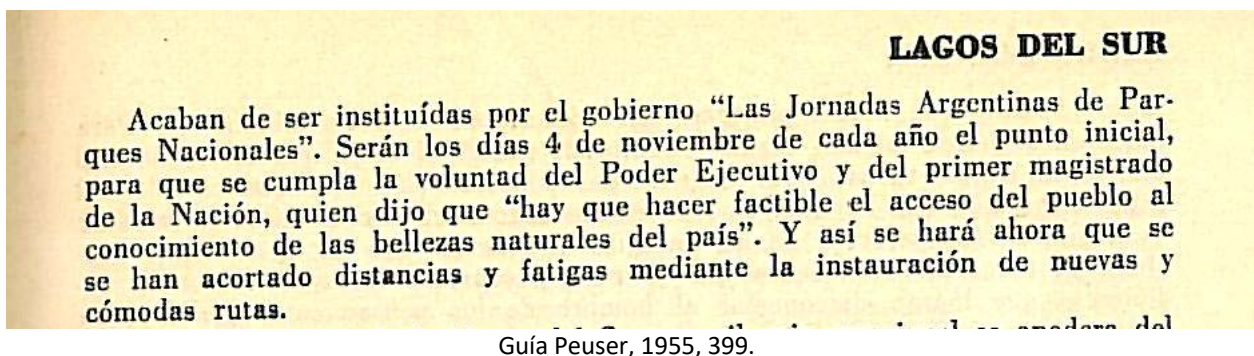 LAGOS DEL SUR
Acaban de ser instituídas por el gobierno “Las Jornadas Argentinas de Par-
ques Nacionales”. Serán los días 4 de noviembre de cada año el punto inicial,
para que se cumpla la voluntad del Poder Ejecutivo y del primer magistrado
de la Nación, quien dijo que “hay que hacer factible el acceso del pueblo al
conocimiento de las bellezas naturales del país”. Y así se hará ahora que se
se han acortado distancias y fatigas mediante la instauración de nuevas y
cómodas rutas.
Guía Peuser, 1955, 399.